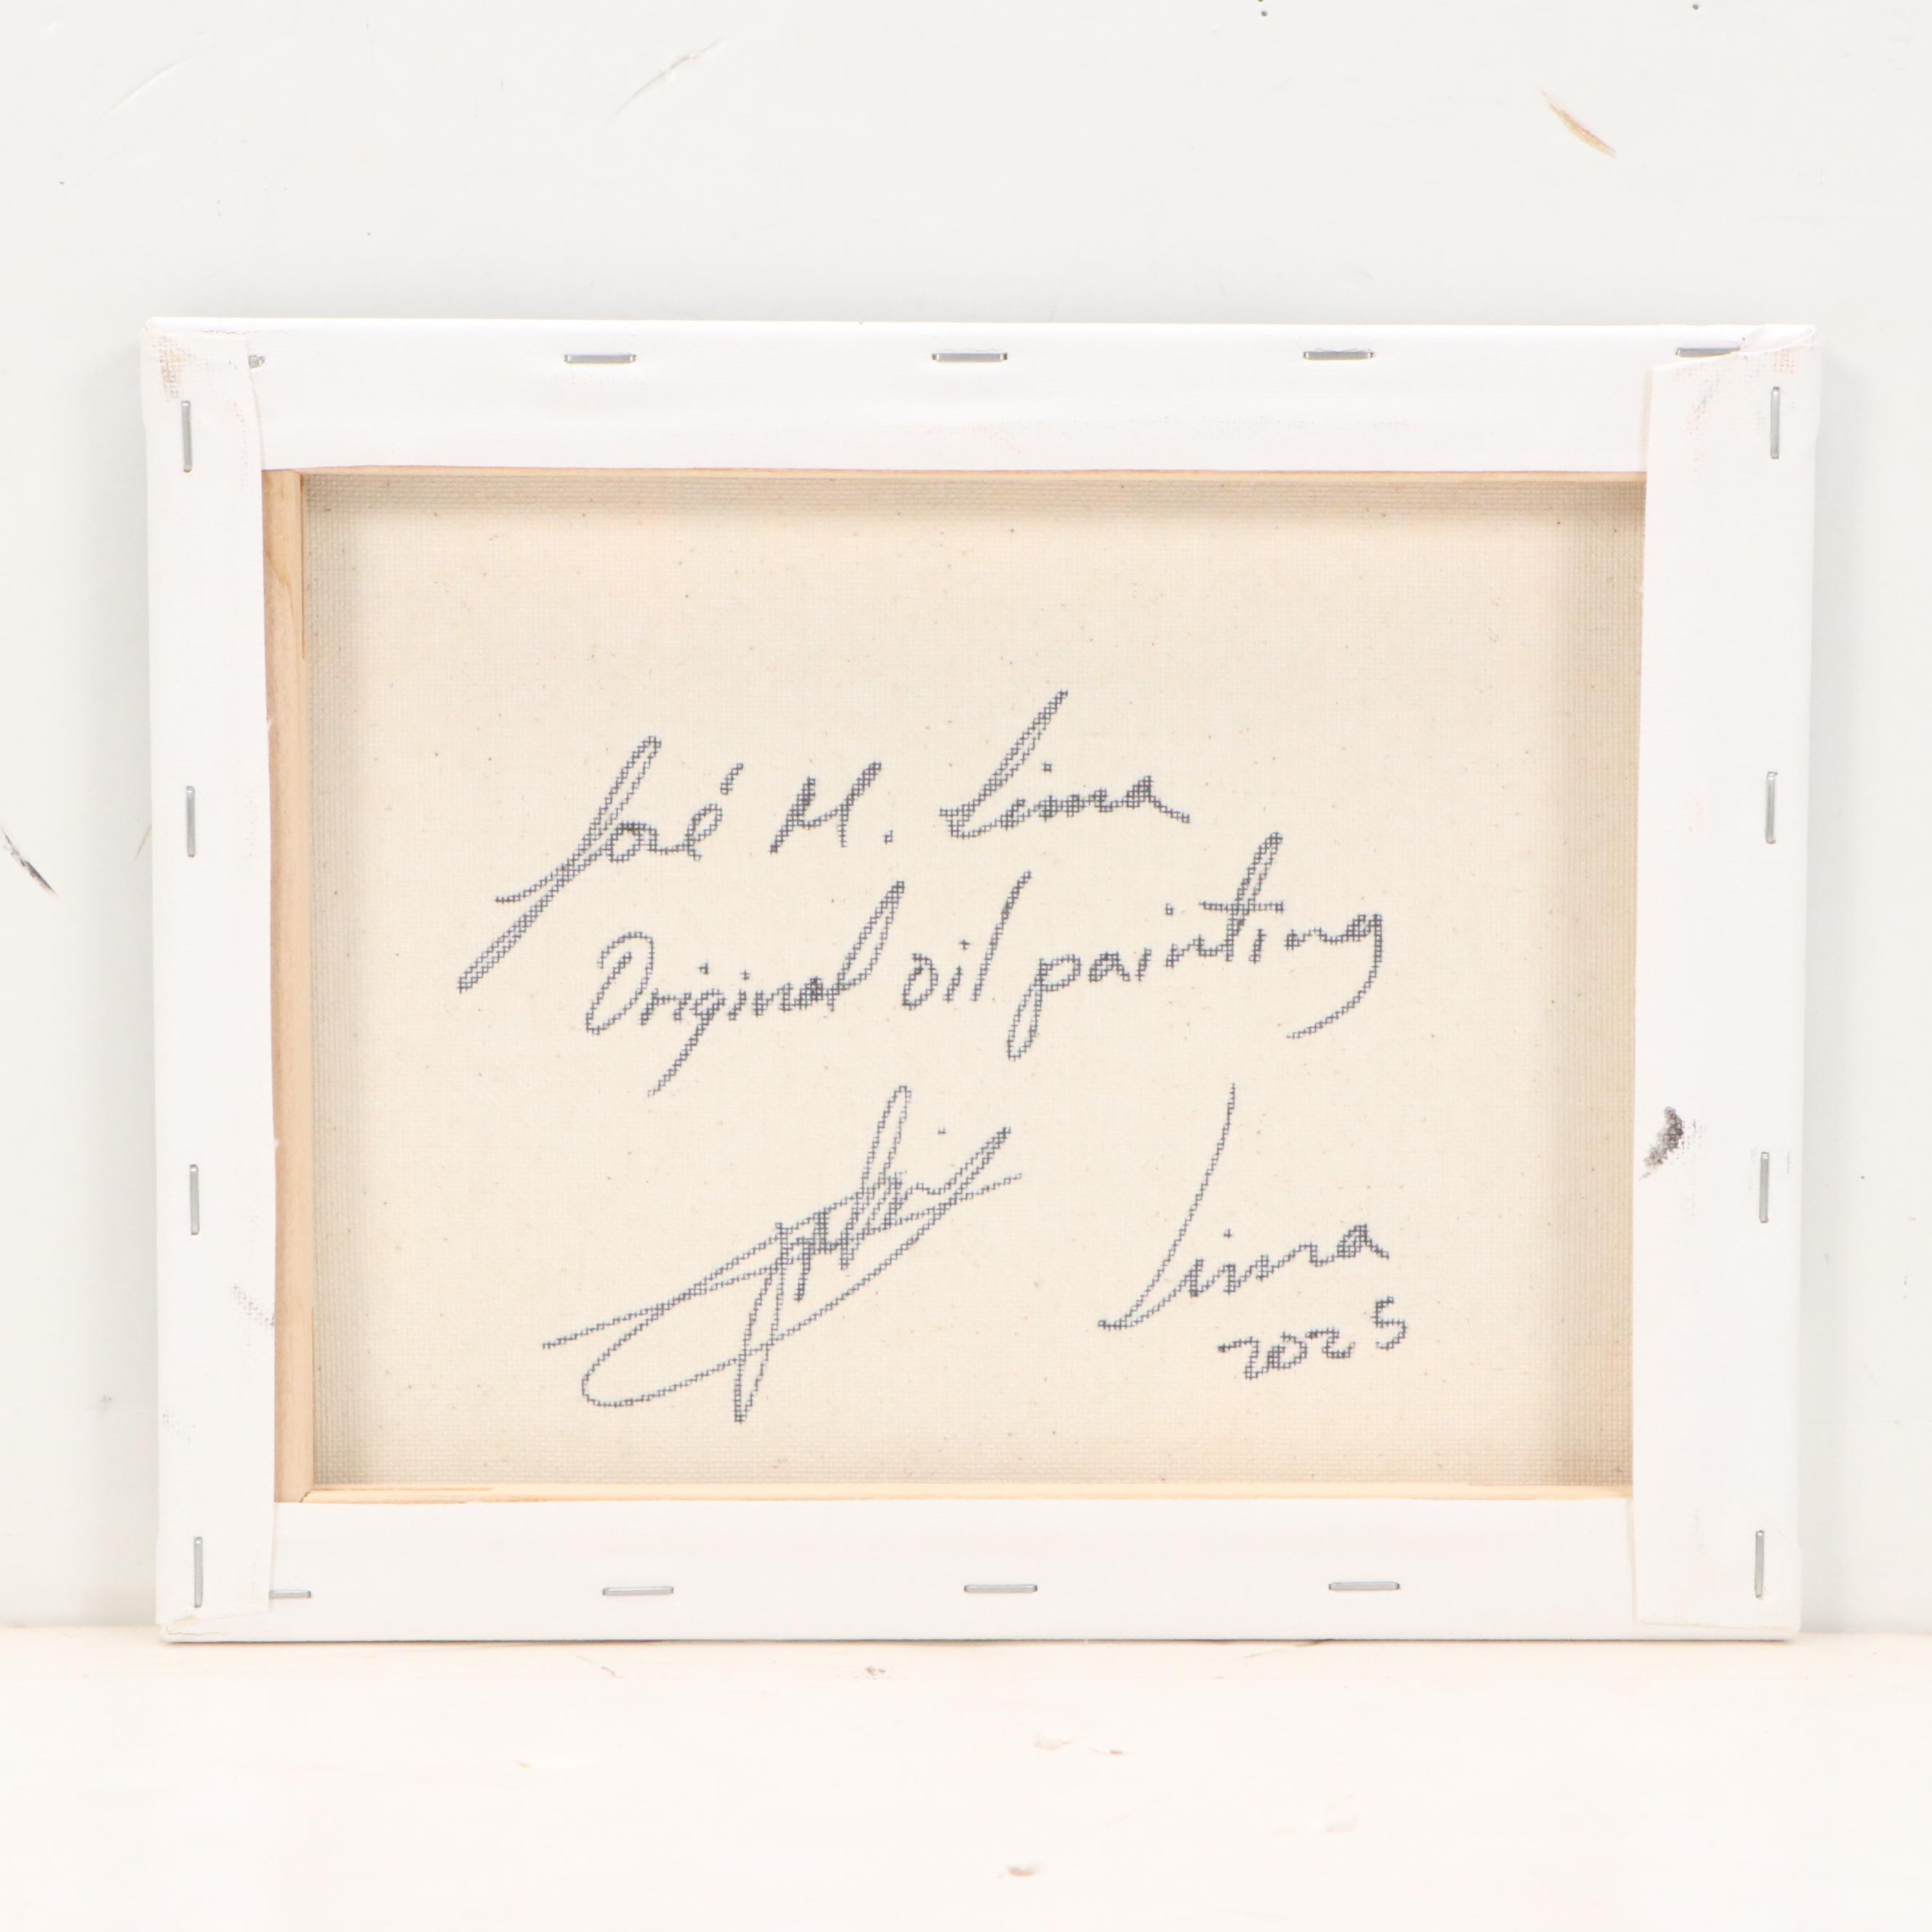 José M. Lima
Original oil painting
Lima
2025